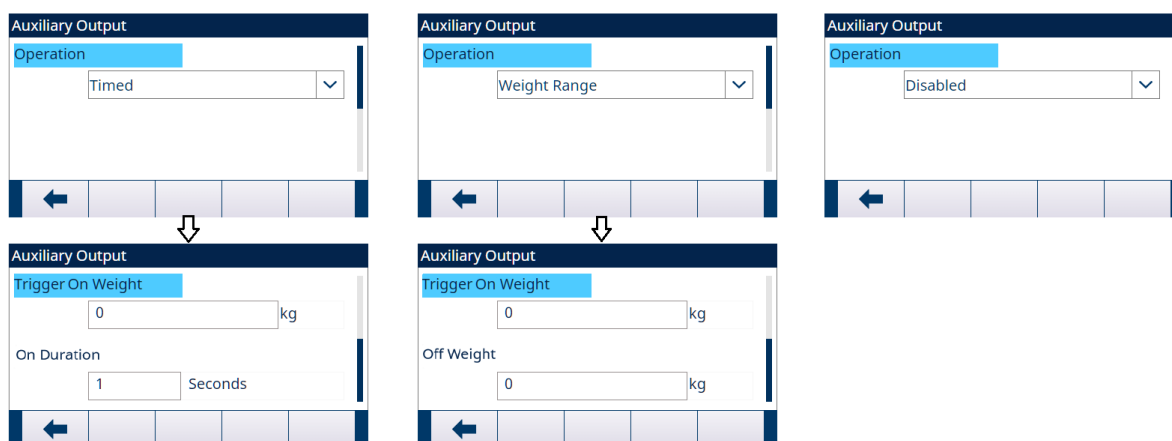 Auxiliary Output
Operation
Timed
Auxiliary Output
Operation
Weight Range
Auxiliary Output
Operation
Disabled
Auxiliary Output
Trigger On Weight
0 kg
On Duration
1 Seconds
Auxiliary Output
Trigger On Weight
0 kg
Off Weight
0 kg